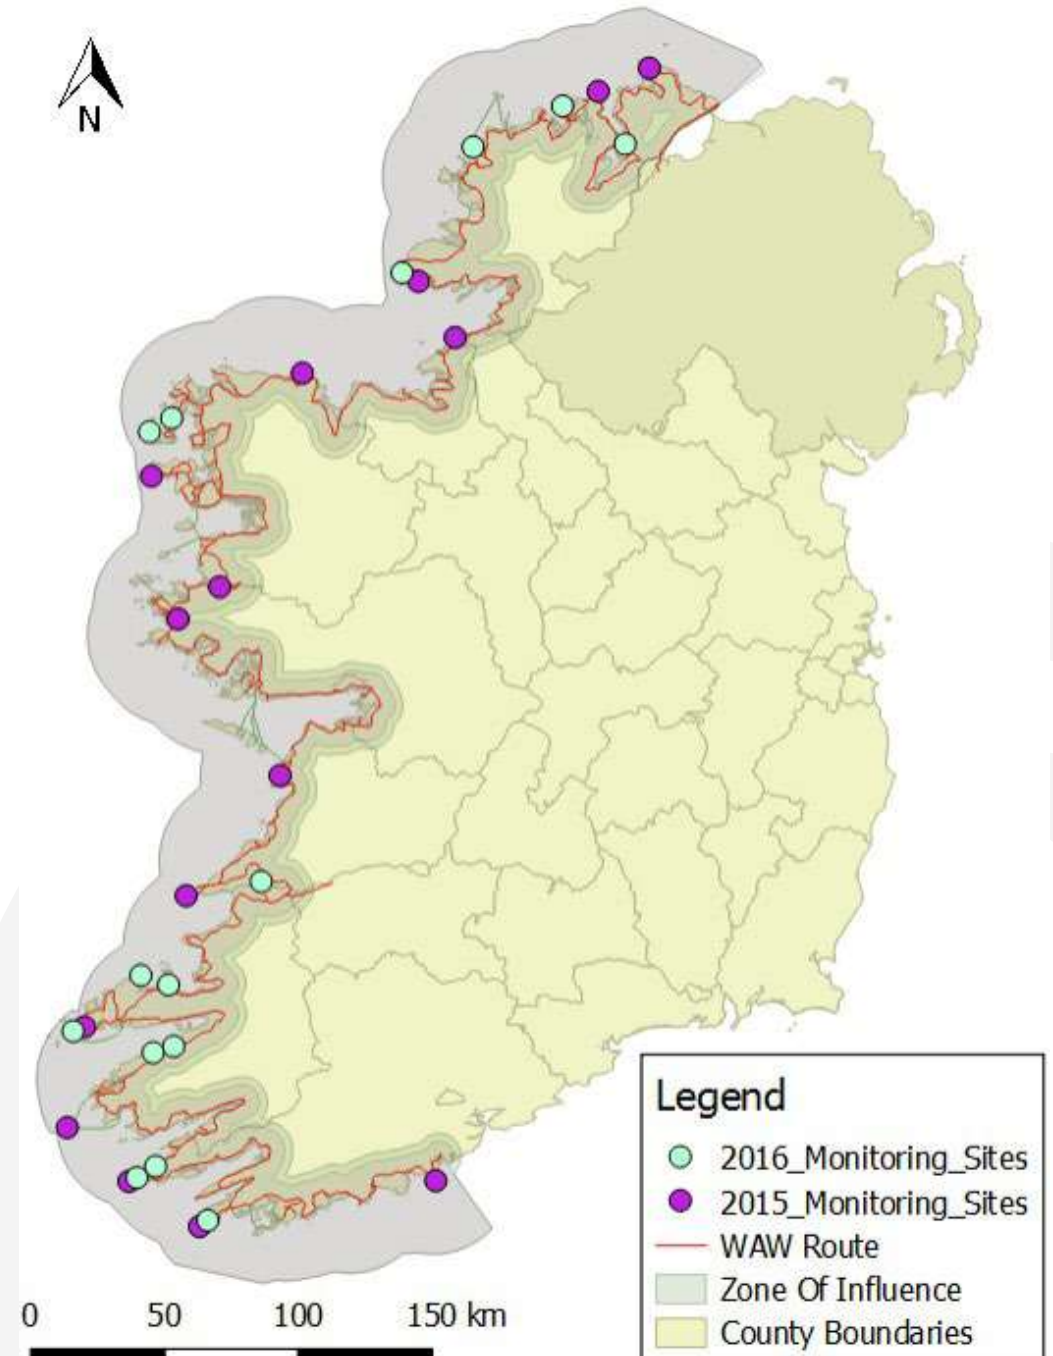 N
Legend
2016_Monitoring_Sites
2015_Monitoring_Sites
WAW Route
Zone Of Influence
County Boundaries
0 50 100 150 km